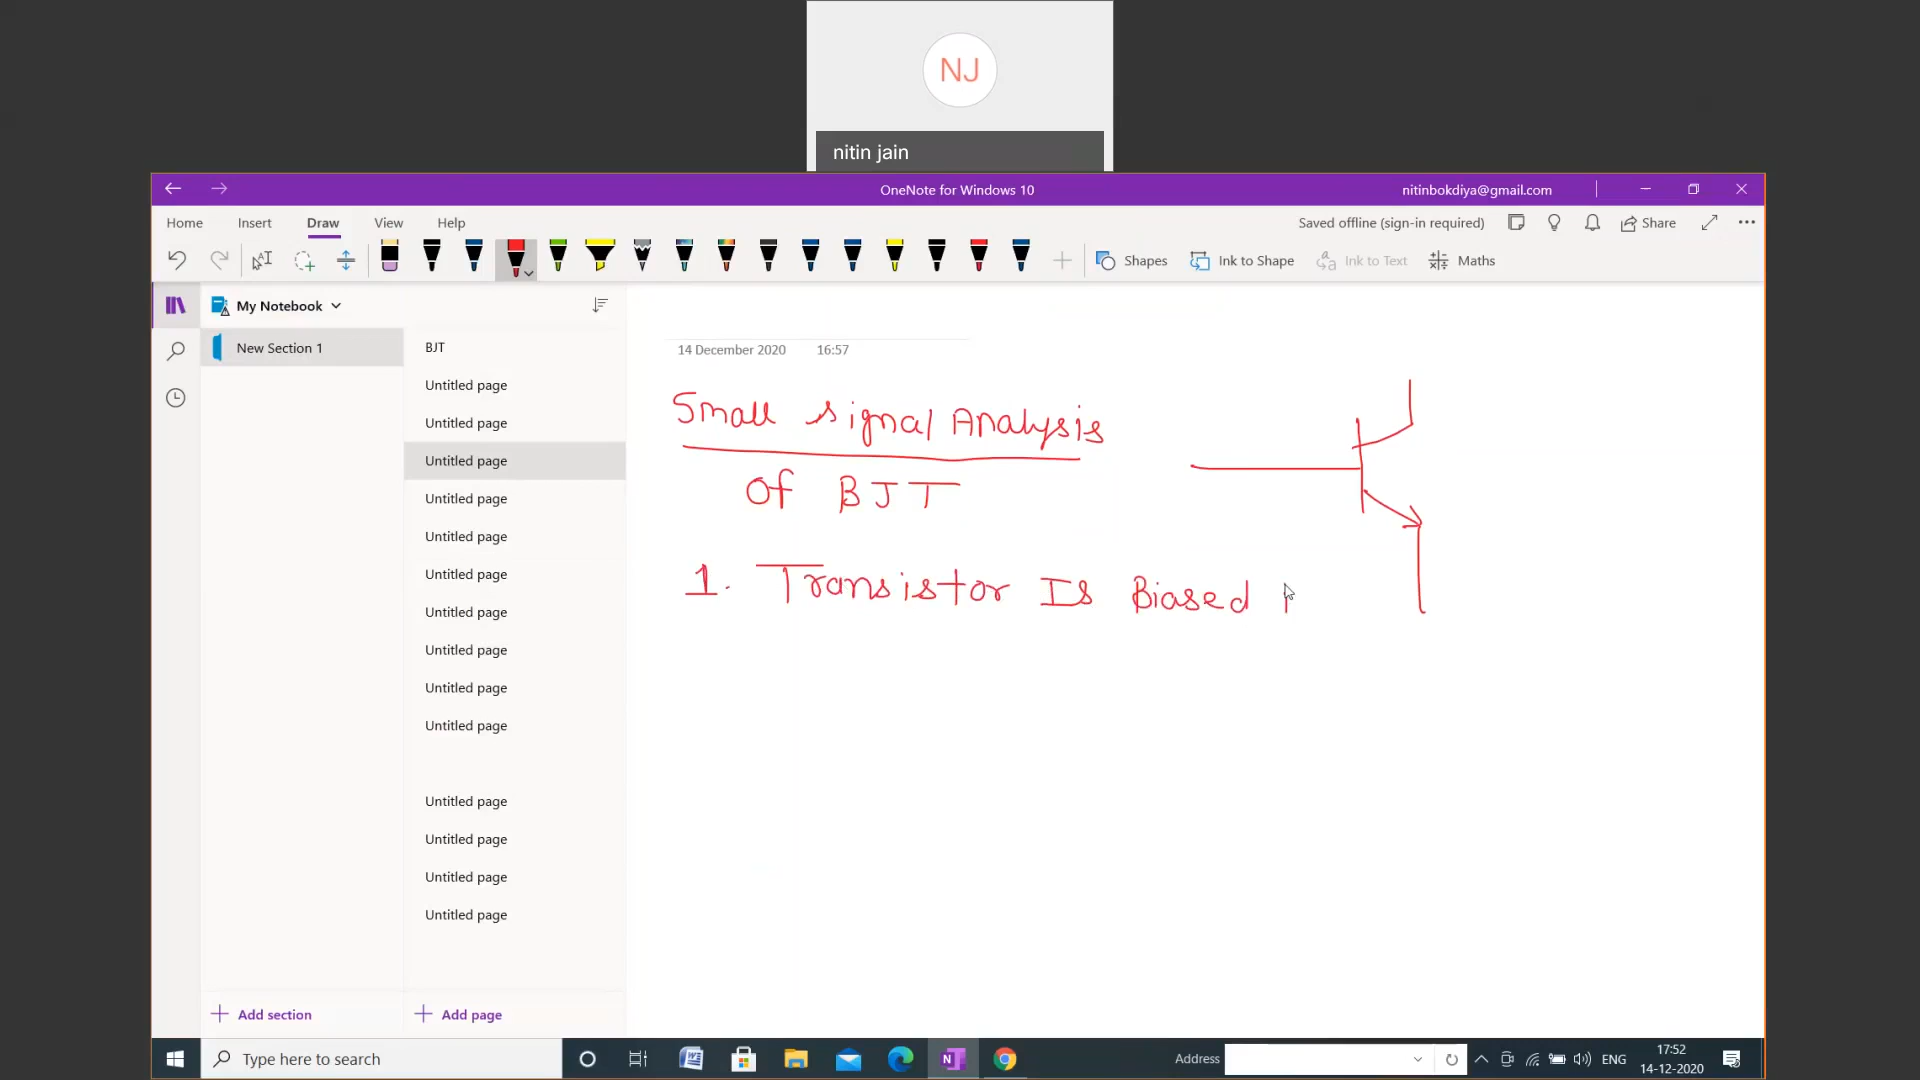 NJ
nitin jain
OneNote for Windows 10
nitinbokdiya@gmail.com
Home Insert Draw View Help
Saved offline (sign-in required)
Share
Shapes
Ink to Shape
Ink to Text
Maths
My Notebook
New Section 1
BJT
Untitled page
Untitled page
Untitled page
Untitled page
Untitled page
Untitled page
Untitled page
Untitled page
Untitled page
Untitled page
Untitled page
Untitled page
Untitled page
Untitled page
Add section
Add page
14 December 2020 16:57
Small signal Analysis
Of BJT
1. Transistor Is Biased
Type here to search
Address
ENG
17:52
14-12-2020